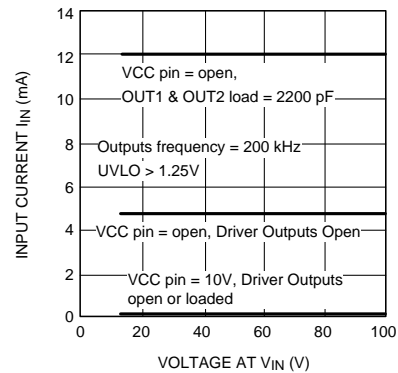 14
12
VCC pin = open,
OUT1 & OUT2 load = 2200 pF
10
Outputs frequency = 200 kHz
8
UVLO > 1.25V
6
4
VCC pin = open, Driver Outputs Open
2
VCC pin = 10V, Driver Outputs
open or loaded
0
0 20 40 60 80 100
INPUT CURRENT IIN (mA)
VOLTAGE AT VIN (V)